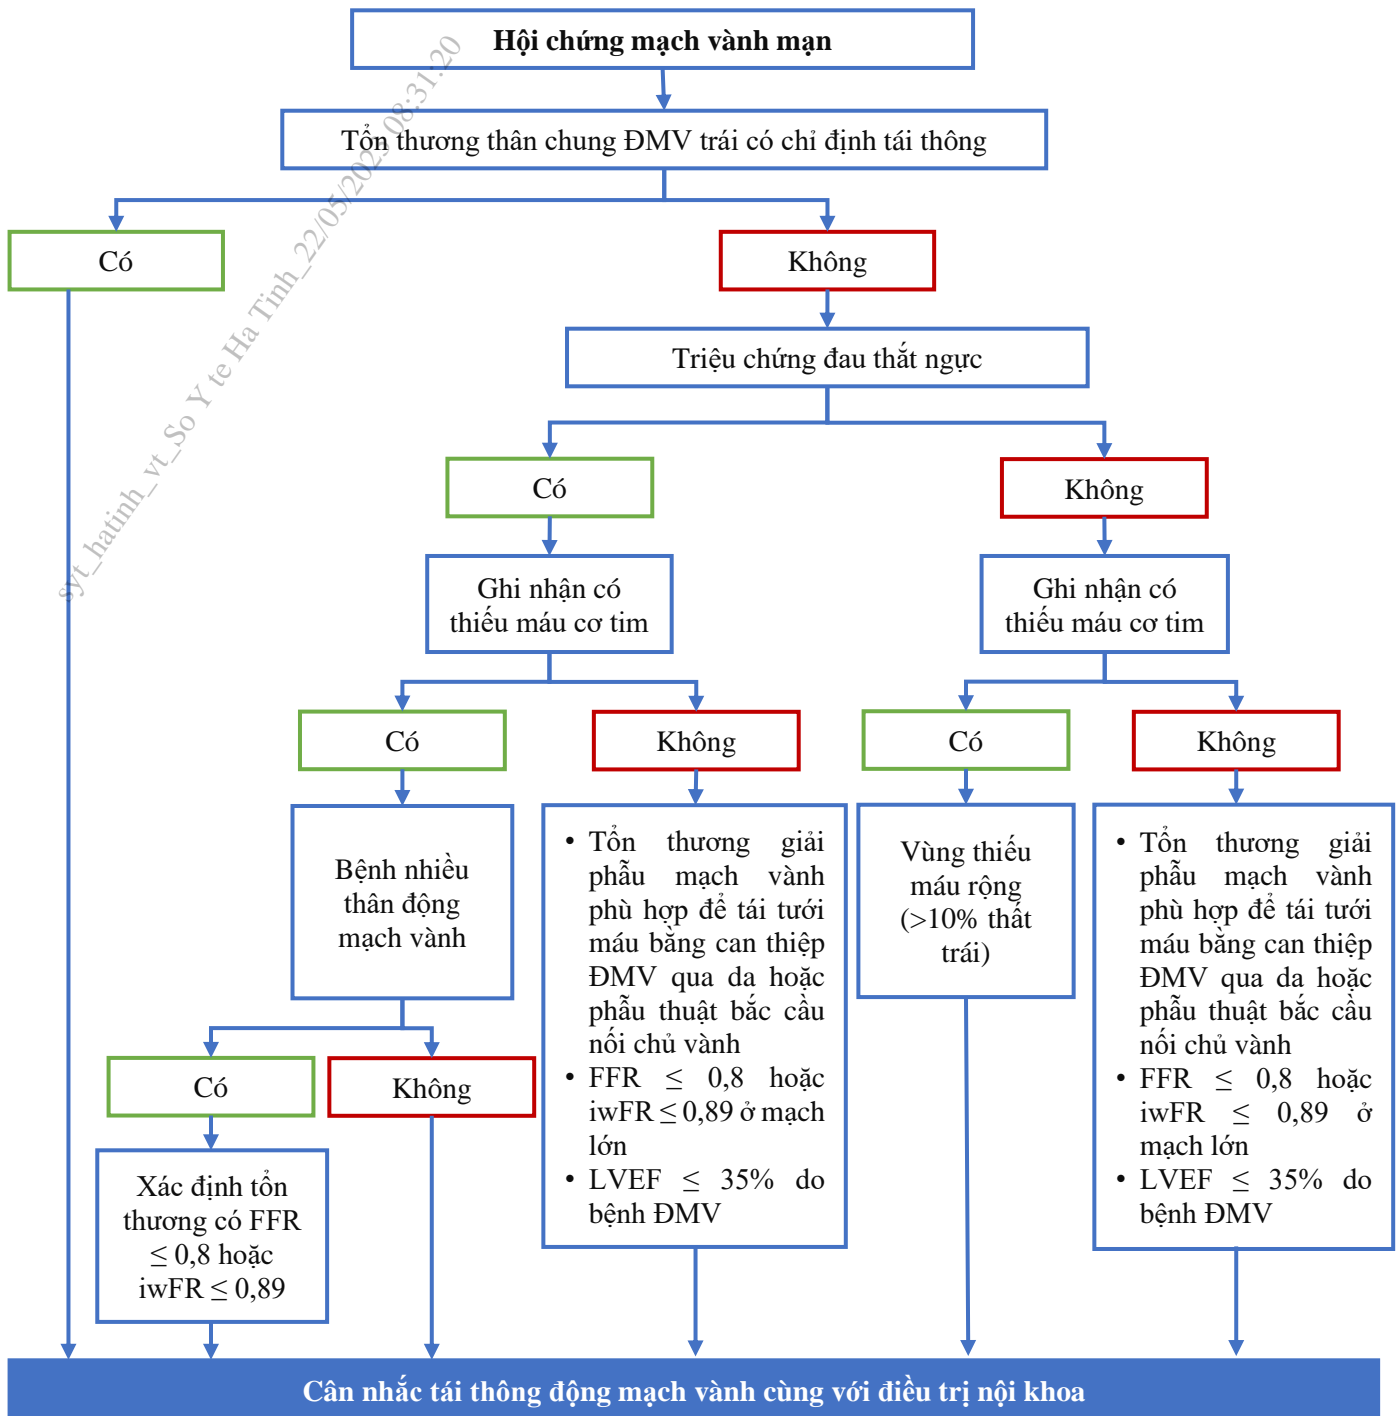 Hội chứng mạch vành mạn
Tổn thương thân chung ĐMV trái có chỉ định tái thông
Có
Không
Triệu chứng đau thắt ngực
Có
Không
Ghi nhận có
thiếu máu cơ tim
Ghi nhận có
thiếu máu cơ tim
Có
Không
Có
Không
Bệnh nhiều
thân động
mạch vành
• Tổn thương giải
phẫu mạch vành
phù hợp để tái tưới
máu bằng can thiệp
ĐMV qua da hoặc
phẫu thuật bắc cầu
nối chủ vành
• FFR ≤ 0,8 hoặc
iwFR ≤ 0,89 ở mạch
lớn
• LVEF ≤ 35% do
bệnh ĐMV
Vùng thiếu
máu rộng
(>10% thất
trái)
• Tổn thương giải
phẫu mạch vành
phù hợp để tái tưới
máu bằng can thiệp
ĐMV qua da hoặc
phẫu thuật bắc cầu
nối chủ vành
• FFR ≤ 0,8 hoặc
iwFR ≤ 0,89 ở
mạch lớn
• LVEF ≤ 35% do
bệnh ĐMV
Có
Không
Xác định tổn
thương có FFR
≤ 0,8 hoặc
iwFR ≤ 0,89
Cân nhắc tái thông động mạch vành cùng với điều trị nội khoa
syt_hatinh_vt_So Y te Ha Tinh_22/05/2023 08:31:20